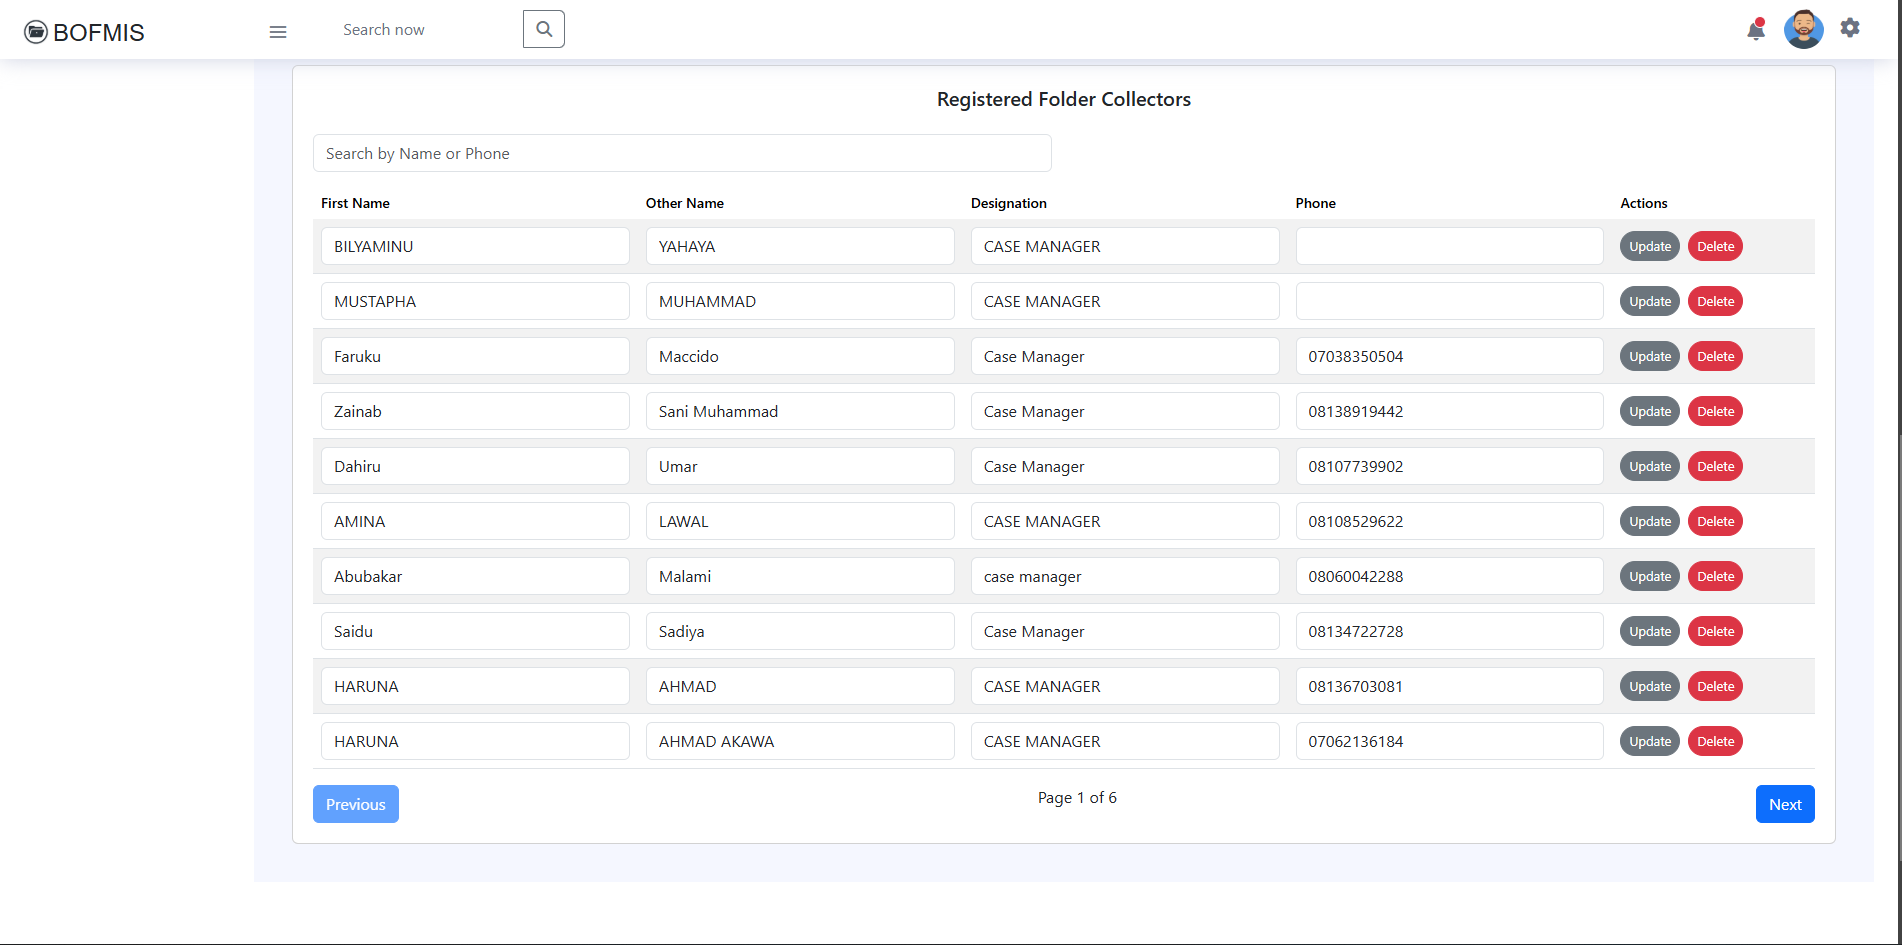 BOFMIS Search now
Registered Folder Collectors
Search by Name or Phone
First Name Other Name Designation Phone Actions
BILYAMINU YAHAYA CASE MANAGER Update Delete
MUSTAPHA MUHAMMAD CASE MANAGER Update Delete
Faruku Maccido Case Manager 07038350504 Update Delete
Zainab Sani Muhammad Case Manager 08138919442 Update Delete
Dahiru Umar Case Manager 08107739902 Update Delete
AMINA LAWAL CASE MANAGER 08108529622 Update Delete
Abubakar Malami case manager 08060042288 Update Delete
Saidu Sadiya Case Manager 08134722728 Update Delete
HARUNA AHMAD CASE MANAGER 08136703081 Update Delete
HARUNA AHMAD AKAWA CASE MANAGER 07062136184 Update Delete
Previous Page 1 of 6 Next